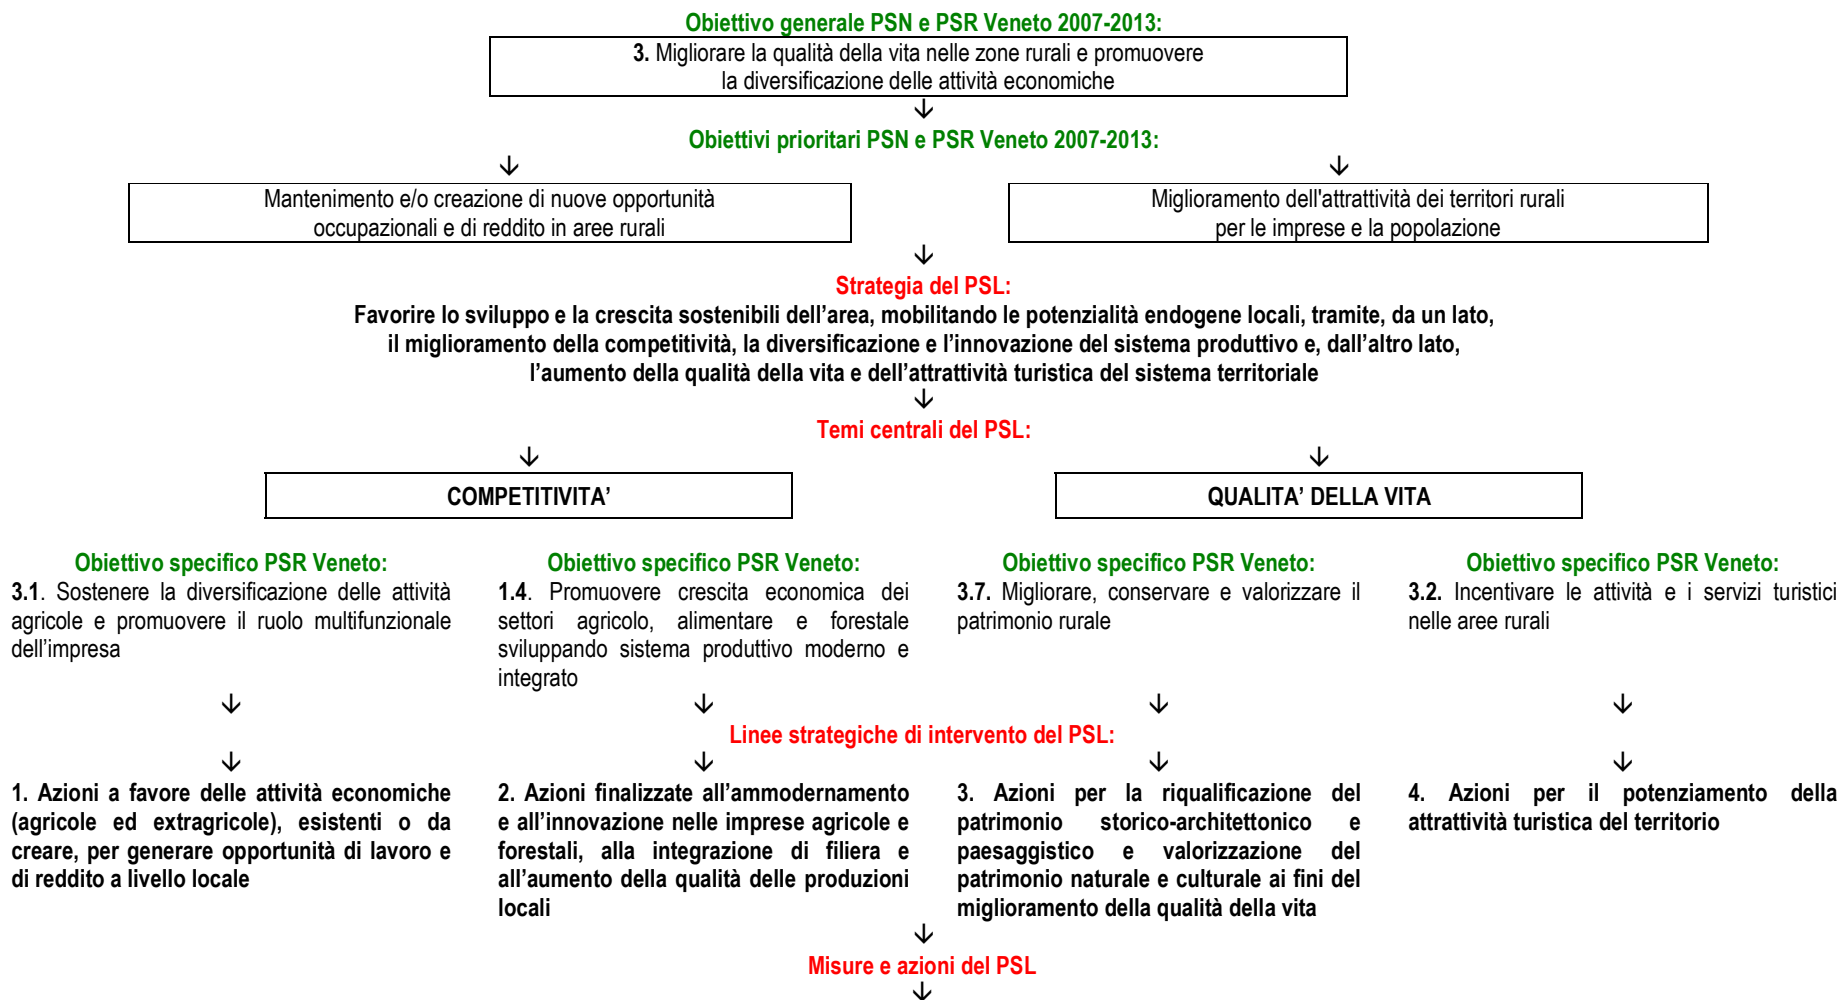 Obiettivo generale PSN e PSR Veneto 2007-2013:
3. Migliorare la qualità della vita nelle zone rurali e promuovere
la diversificazione delle attività economiche
Obiettivi prioritari PSN e PSR Veneto 2007-2013:
Mantenimento e/o creazione di nuove opportunità
occupazionali e di reddito in aree rurali
Miglioramento dell'attrattività dei territori rurali
per le imprese e la popolazione
Strategia del PSL:
Favorire lo sviluppo e la crescita sostenibili dell’area, mobilitando le potenzialità endogene locali, tramite, da un lato,
il miglioramento della competitività, la diversificazione e l’innovazione del sistema produttivo e, dall’altro lato,
l’aumento della qualità della vita e dell’attrattività turistica del sistema territoriale
Temi centrali del PSL:
COMPETITIVITA’
QUALITA’ DELLA VITA
Obiettivo specifico PSR Veneto:
3.1. Sostenere la diversificazione delle attività
agricole e promuovere il ruolo multifunzionale
dell’impresa
Obiettivo specifico PSR Veneto:
1.4. Promuovere crescita economica dei
settori agricolo, alimentare e forestale
sviluppando sistema produttivo moderno e
integrato
Obiettivo specifico PSR Veneto:
3.7. Migliorare, conservare e valorizzare il
patrimonio rurale
Obiettivo specifico PSR Veneto:
3.2. Incentivare le attività e i servizi turistici
nelle aree rurali
Linee strategiche di intervento del PSL:
1. Azioni a favore delle attività economiche
(agricole ed extragricole), esistenti o da
creare, per generare opportunità di lavoro e
di reddito a livello locale
2. Azioni finalizzate all’ammodernamento
e all’innovazione nelle imprese agricole e
forestali, alla integrazione di filiera e
all’aumento della qualità delle produzioni
locali
3. Azioni per la riqualificazione del
patrimonio storico-architettonico e
paesaggistico e valorizzazione del
patrimonio naturale e culturale ai fini del
miglioramento della qualità della vita
4. Azioni per il potenziamento della
attrattività turistica del territorio
Misure e azioni del PSL